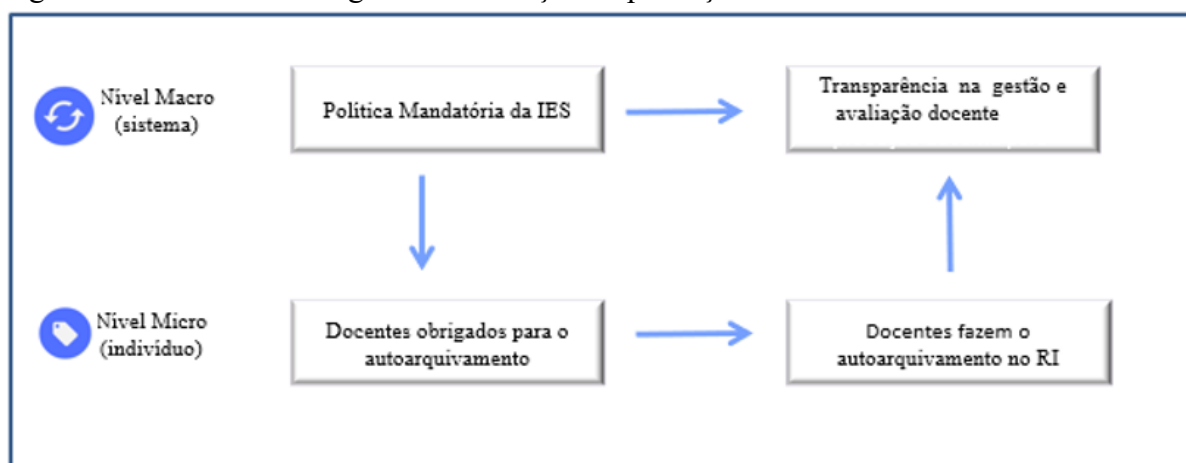 Nível Macro
(sistema)
Política Mandatória da IES
Transparência na gestão e
avaliação docente
Nível Micro
(indivíduo)
Docentes obrigados para o
autoarquivamento
Docentes fazem o
autoarquivamento no RI